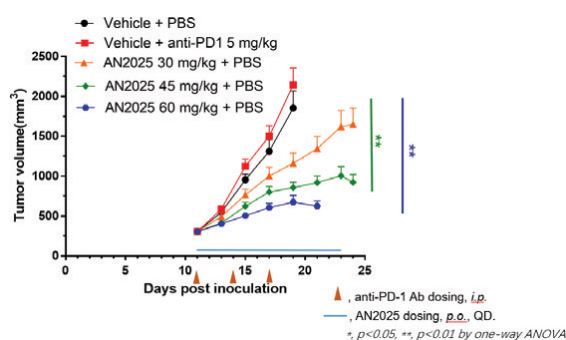 Vehicle + PBS
Vehicle + anti-PD1 5 mg/kg
AN2025 30 mg/kg + PBS
AN2025 45 mg/kg + PBS
AN2025 60 mg/kg + PBS
Tumor volume(mm³)
2500
2000
1500
1000
500
0
**
**
0 5 10 15 20 25
Days post inoculation
, anti-PD-1 Ab dosing, i.p.
, AN2025 dosing, p.o., QD.
*, p<0.05, **, p<0.01 by one-way ANOVA